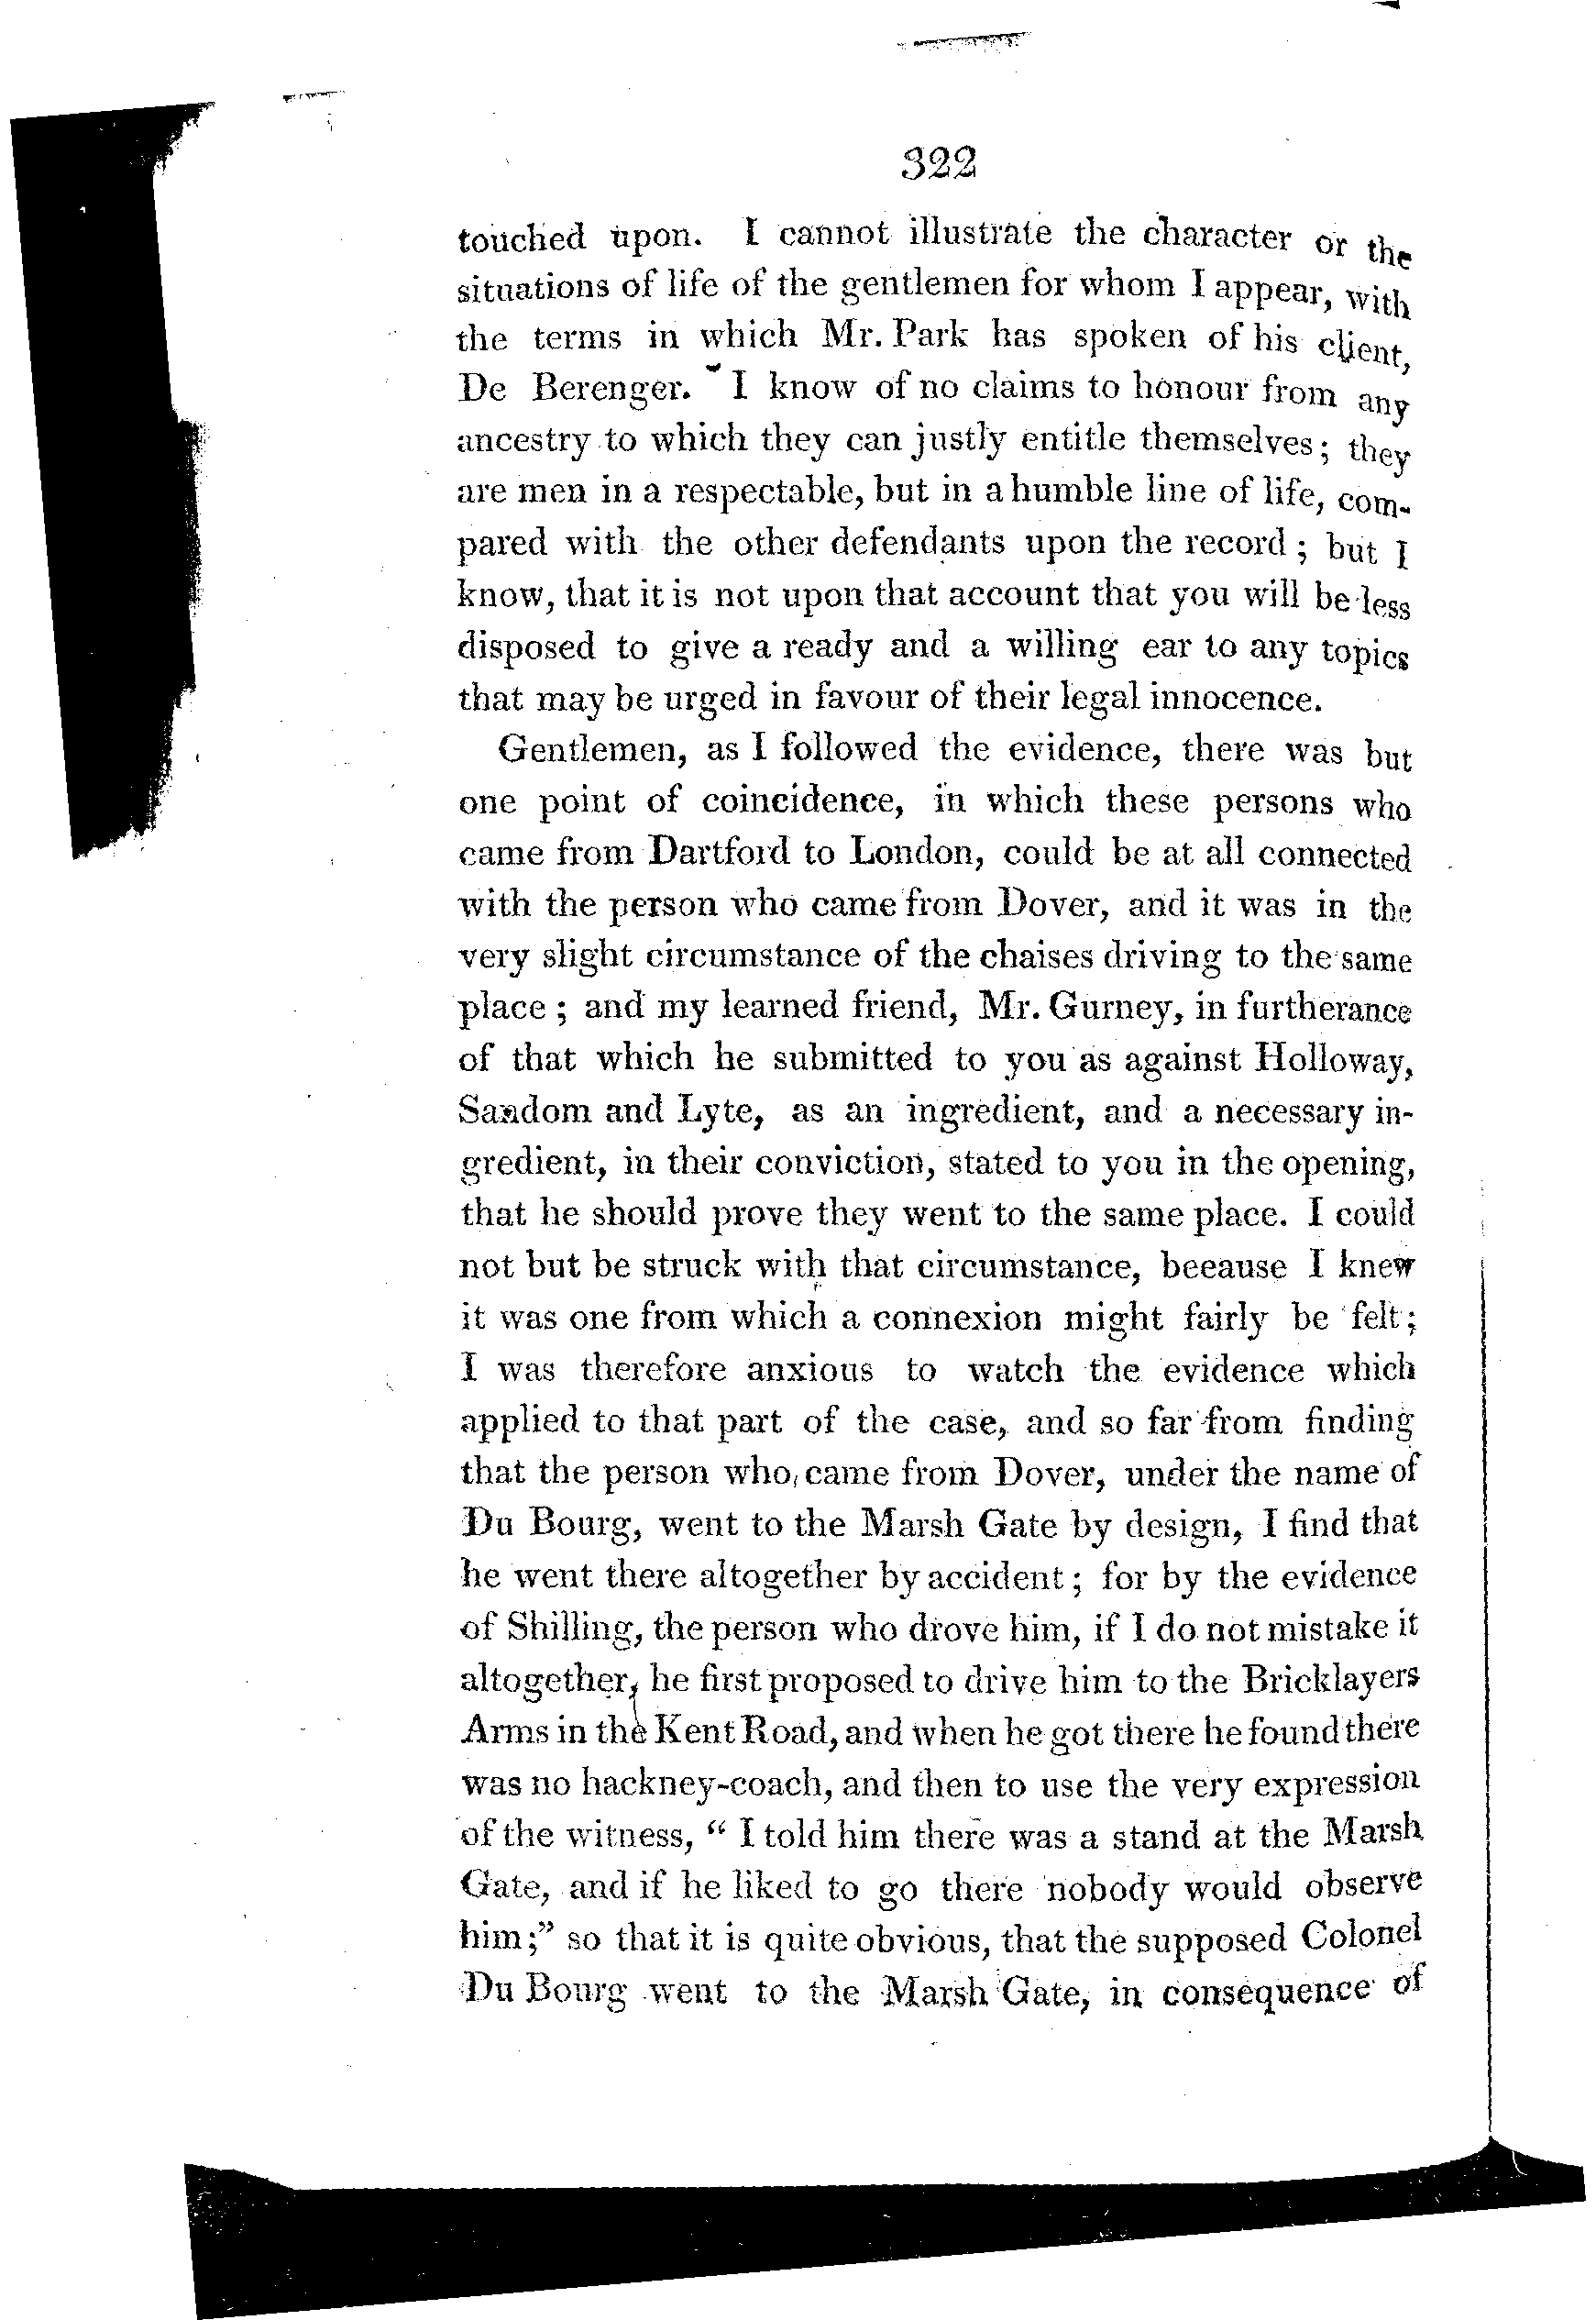 322
touched upon. I cannot illustrate the character or the
situations of life of the gentlemen for whom I appear, with
the terms in which Mr. Park has spoken of his client,
De Berenger. I know of no claims to honour from any
ancestry to which they can justly entitle themselves; they
are men in a respectable, but in a humble line of life, com-
pared with the other defendants upon the record; but I
know, that it is not upon that account that you will be less
disposed to give a ready and a willing ear to any topics
that may be urged in favour of their legal innocence.
Gentlemen, as I followed the evidence, there was but
one point of coincidence, in which these persons who
came from Dartford to London, could be at all connected
with the person who came from Dover, and it was in the
very slight circumstance of the chaises driving to the same
place; and my learned friend, Mr. Gurney, in furtherance
of that which he submitted to you as against Holloway,
Sandom and Lyte, as an ingredient, and a necessary in-
gredient, in their conviction, stated to you in the opening,
that he should prove they went to the same place. I could
not but be struck with that circumstance, beeause I knew
it was one from which a connexion might fairly be felt;
I was therefore anxious to watch the evidence which
applied to that part of the case, and so far from finding
that the person who came from Dover, under the name of
Du Bourg, went to the Marsh Gate by design, I find that
he went there altogether by accident; for by the evidence
of Shilling, the person who drove him, if I do not mistake it
altogether, he first proposed to drive him to the Bricklayers
Arms in the Kent Road, and when he got there he found there
was no hackney-coach, and then to use the very expression
of the witness, “ I told him there was a stand at the Marsh
Gate, and if he liked to go there nobody would observe
him;” so that it is quite obvious, that the supposed Colonel
Du Bourg went to the Marsh Gate, in consequence of